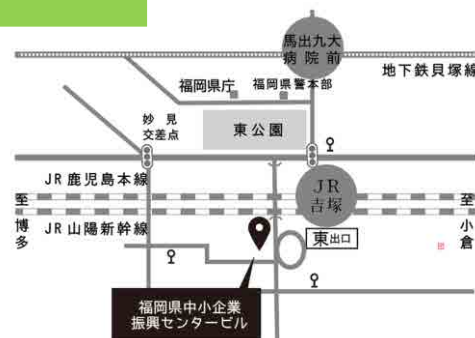 馬出九大
病院前
地下鉄貝塚線
福岡県庁
福岡県警本部
妙見
交差点
東公園
JR鹿児島本線
JR
吉塚
至博多
至小倉
JR山陽新幹線
東出口
福岡県中小企業
振興センタービル